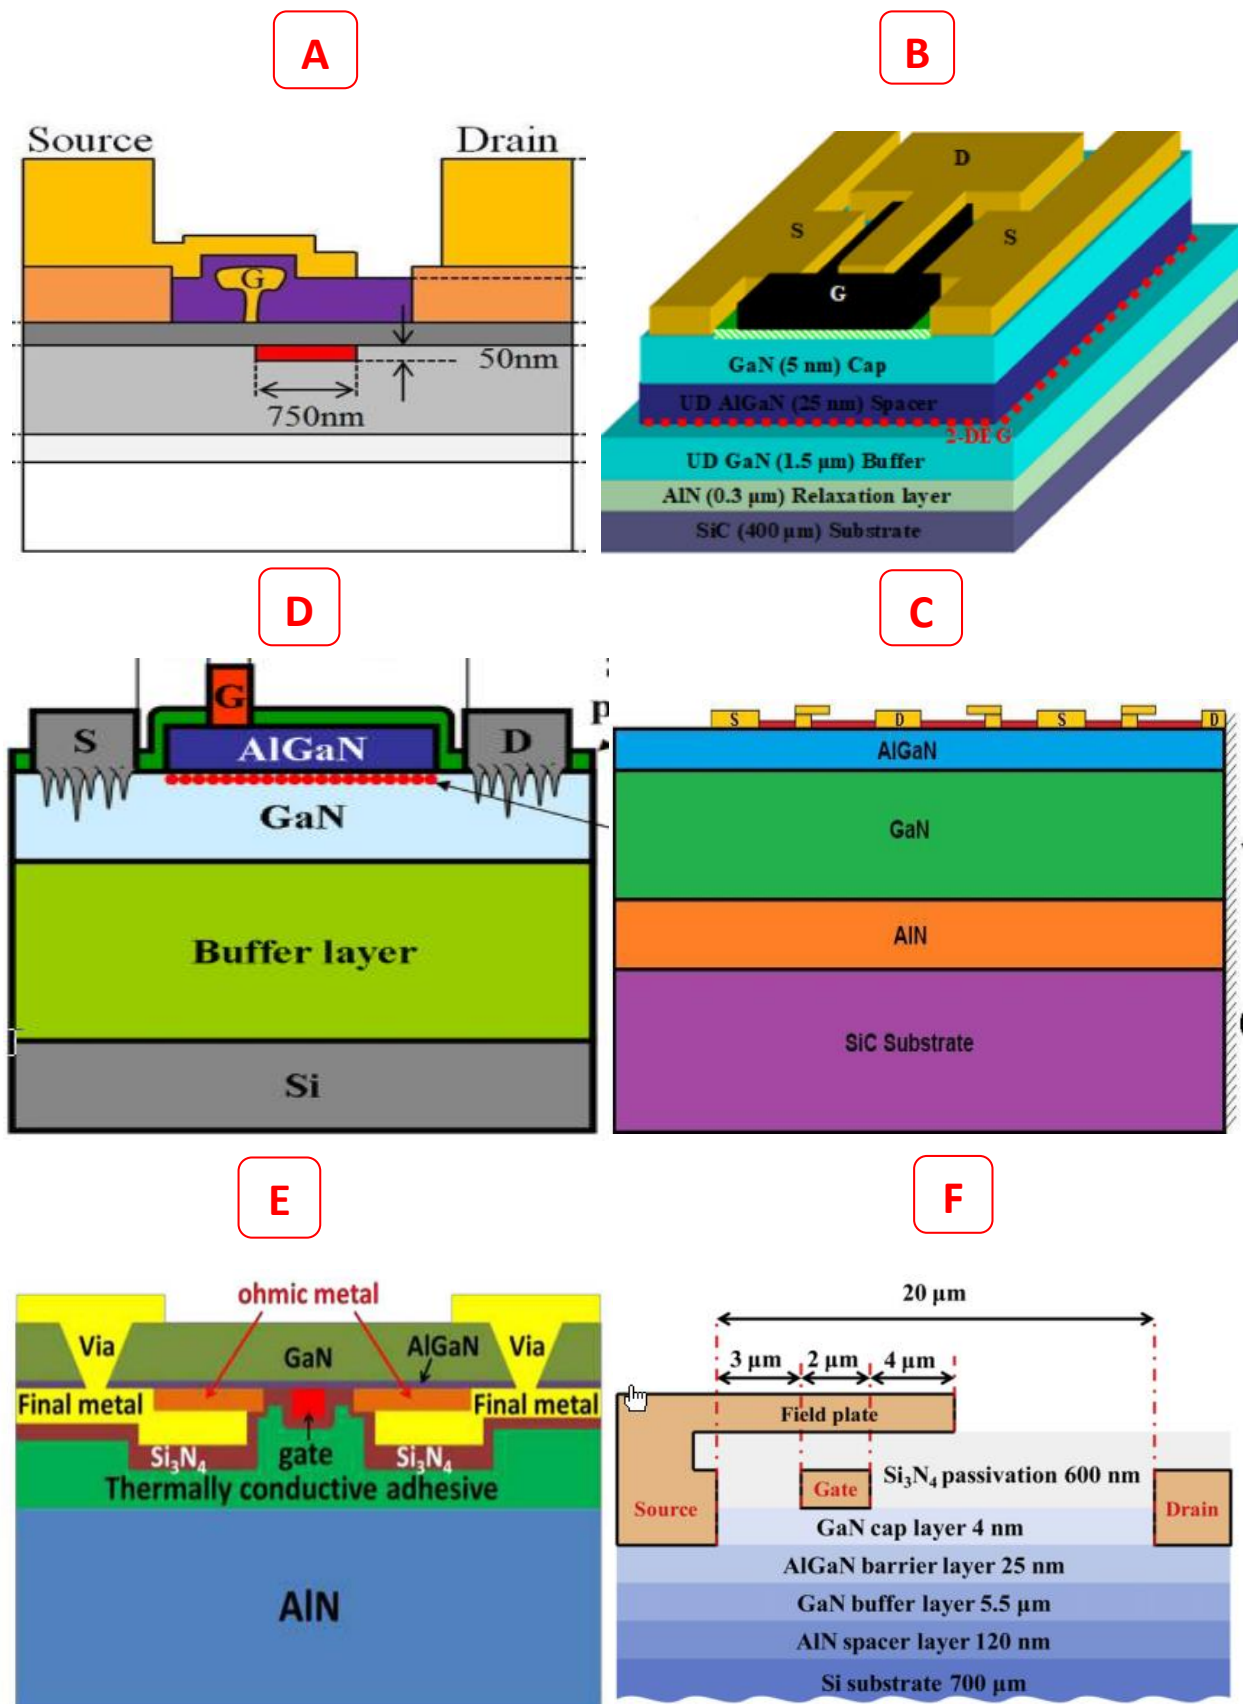 A
B
Source
Drain
G
50nm
750nm
D
S
S
G
GaN (5 nm) Cap
UD AlGaN (25 nm) Spacer
2-DEG
UD GaN (1.5 µm) Buffer
AlN (0.3 µm) Relaxation layer
SiC (400 µm) Substrate
D
C
G
S
AlGaN
D
GaN
Buffer layer
Si
p
S
D
S
D
AlGaN
GaN
AlN
SiC Substrate
E
F
ohmic metal
Via
GaN
AlGaN
Via
Final metal
Final metal
Si₃N₄
gate
Si₃N₄
Thermally conductive adhesive
AlN
20 µm
3 µm
2 µm
4 µm
Field plate
Si₃N₄ passivation 600 nm
Source
Gate
Drain
GaN cap layer 4 nm
AlGaN barrier layer 25 nm
GaN buffer layer 5.5 µm
AlN spacer layer 120 nm
Si substrate 700 µm